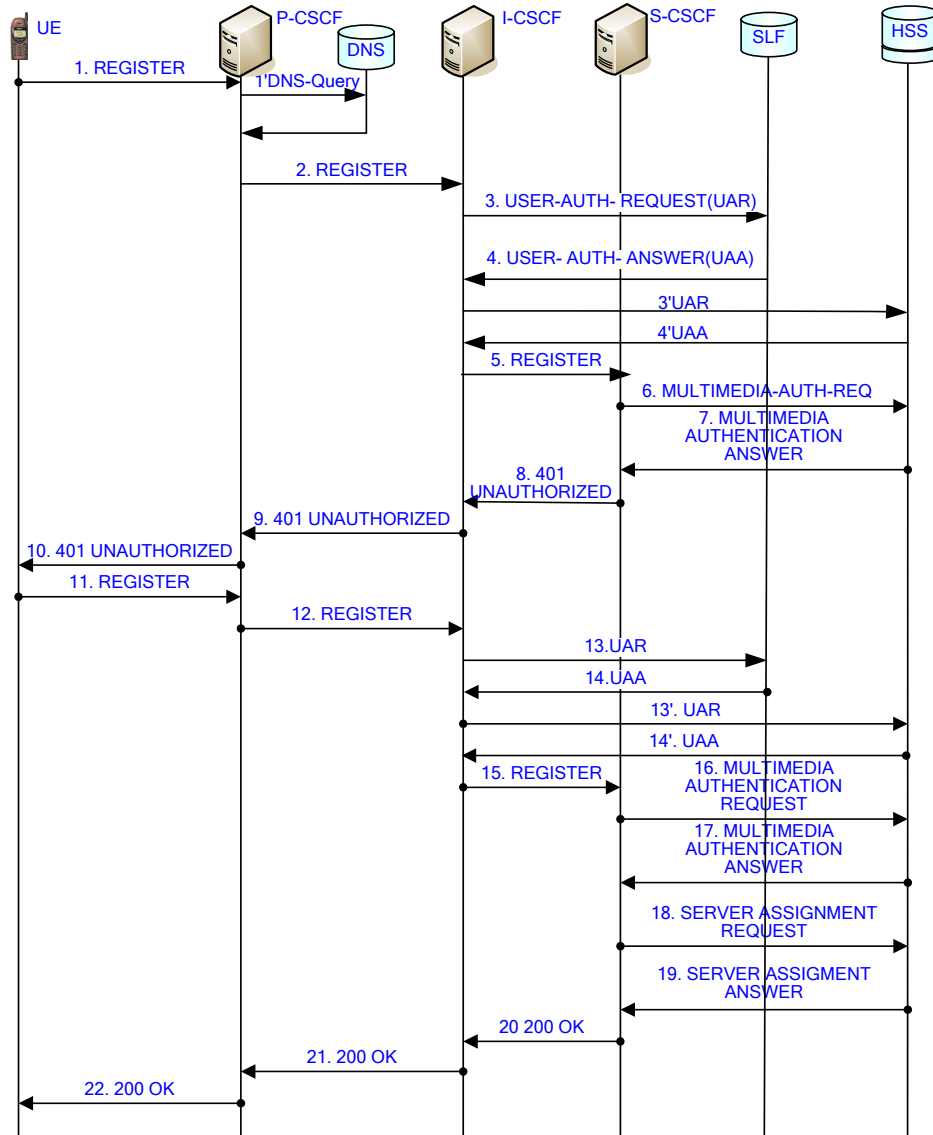 UE
P-CSCF
DNS
I-CSCF
S-CSCF
SLF
HSS
1. REGISTER
1'DNS-Query
2. REGISTER
3. USER-AUTH- REQUEST(UAR)
4. USER- AUTH- ANSWER(UAA)
3'UAR
4'UAA
5. REGISTER
6. MULTIMEDIA-AUTH-REQ
7. MULTIMEDIA
AUTHENTICATION
ANSWER
8. 401
UNAUTHORIZED
9. 401 UNAUTHORIZED
10. 401 UNAUTHORIZED
11. REGISTER
12. REGISTER
13.UAR
14.UAA
13'. UAR
14'. UAA
15. REGISTER
16. MULTIMEDIA
AUTHENTICATION
REQUEST
17. MULTIMEDIA
AUTHENTICATION
ANSWER
18. SERVER ASSIGNMENT
REQUEST
19. SERVER ASSIGMENT
ANSWER
20 200 OK
21. 200 OK
22. 200 OK